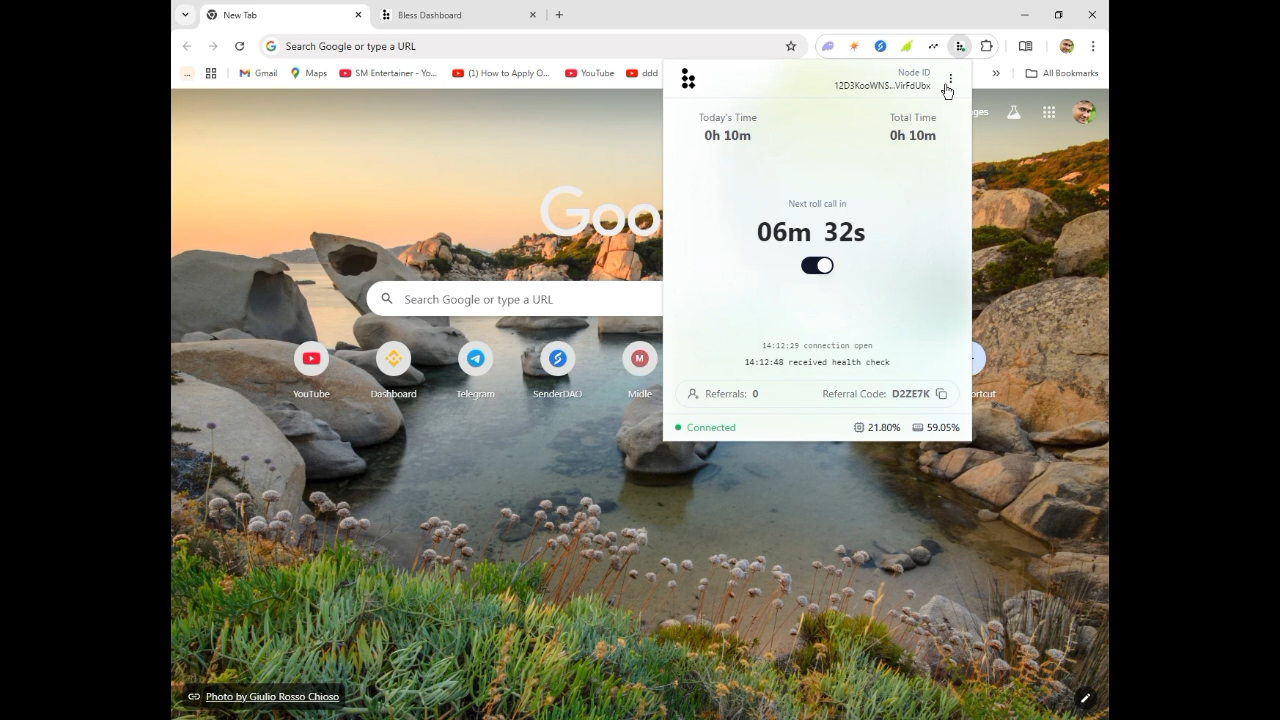 New Tab
Bless Dashboard
Search Google or type a URL
Gmail
Maps
SM Entertainer - Yo...
(1) How to Apply O...
YouTube
ddd
All Bookmarks
Node ID
12D3KooWNS...VirFdUbx
ges
Today's Time
Total Time
0h 10m
0h 10m
Goo
Next roll call in
06m 32s
Search Google or type a URL
14:12:29 connection open
14:12:48 received health check
YouTube
Dashboard
Telegram
SenderDAO
Midle
ortcut
Referrals: 0
Referral Code: D2ZE7K
Connected
21.80%
59.05%
Photo by Giulio Rosso Chioso